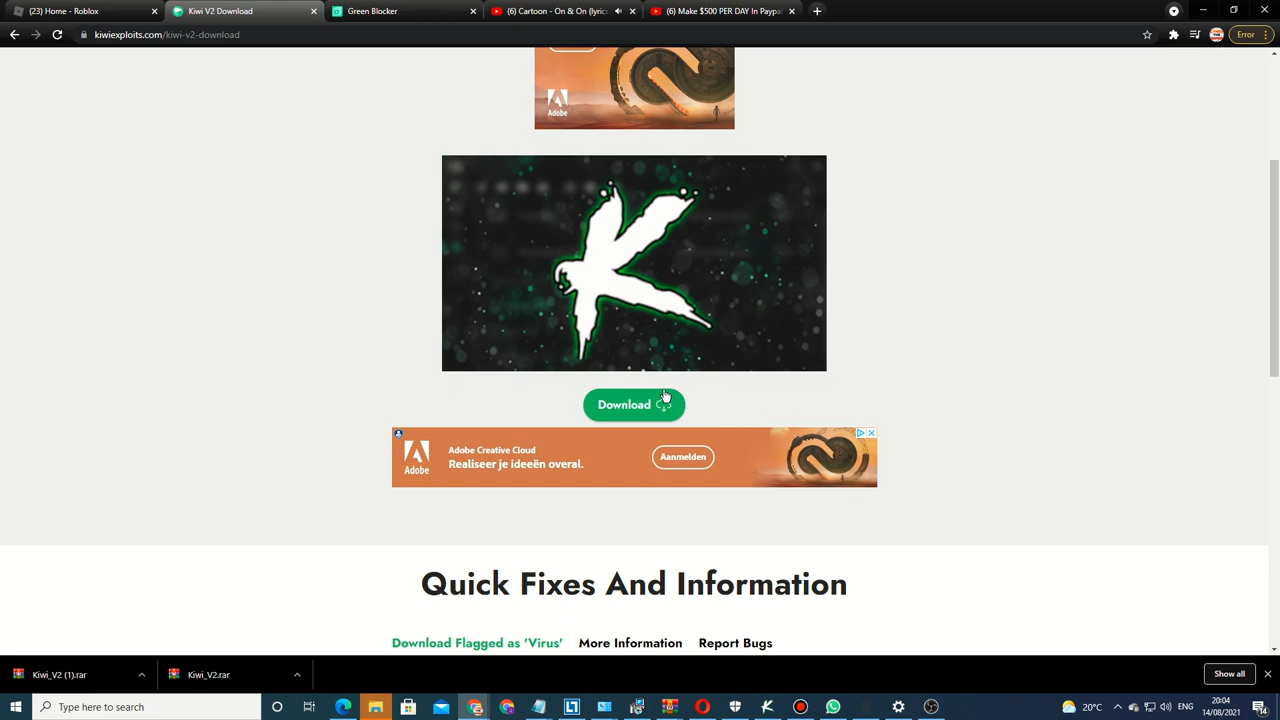 (23) Home - Roblox
Kiwi V2 Download
Green Blocker
(6) Cartoon - On & On (lyrics
(6) Make $500 PER DAY In Paypal
kiwiexploits.com/kiwi-v2-download
Error
Adobe
Download
Adobe
Adobe Creative Cloud
Realiseer je ideeën overal.
Aanmelden
Quick Fixes And Information
Download Flagged as 'Virus'
More Information
Report Bugs
Kiwi_V2 (1).rar
Kiwi_V2.rar
Show all
Type here to search
20°C
ENG
20:04
14/08/2021